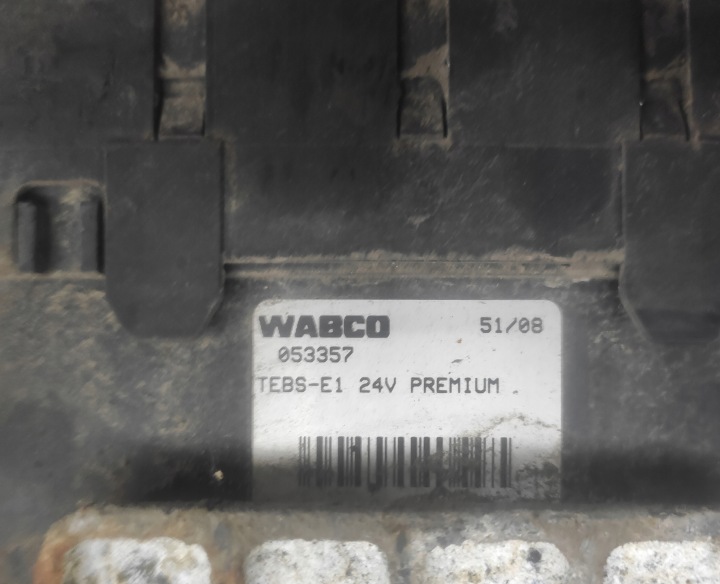 WABCO 51/08
053357
TEBS-E1 24V PREMIUM